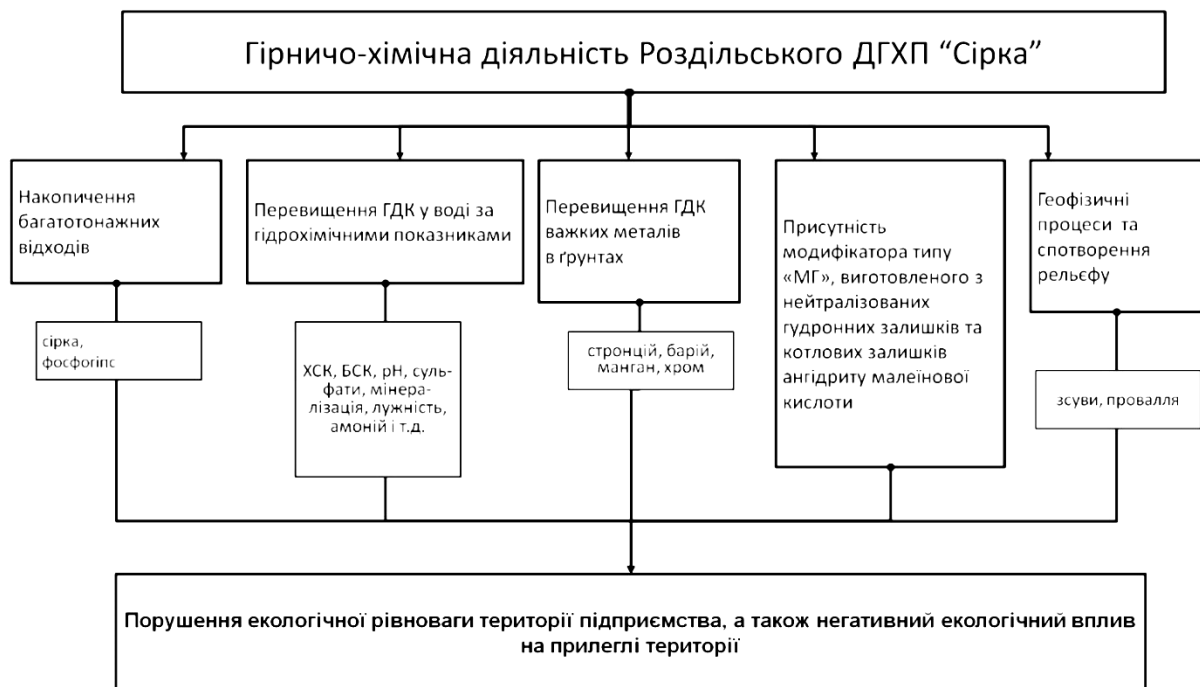 Гірничо-хімічна діяльність Роздільського ДГХП “Сірка”
Накопичення
багатотонажних
відходів
сірка,
фосфогіпс
Перевищення ГДК у воді за
гідрохімічними показниками
ХСК, БСК, рН, суль-
фати, мінера-
лізація, лужність,
амоній і т.д.
Перевищення ГДК
важких металів
в ґрунтах
стронцій, барій,
манган, хром
Присутність
модифікатора типу
«МГ», виготовленого з
нейтралізованих
гудронних залишків та
котлових залишків
ангідриту малеїнової
кислоти
Геофізичні
процеси та
спотворення
рельєфу
зсуви, провалля
Порушення екологічної рівноваги території підприємства, а також негативний екологічний вплив
на прилеглі території